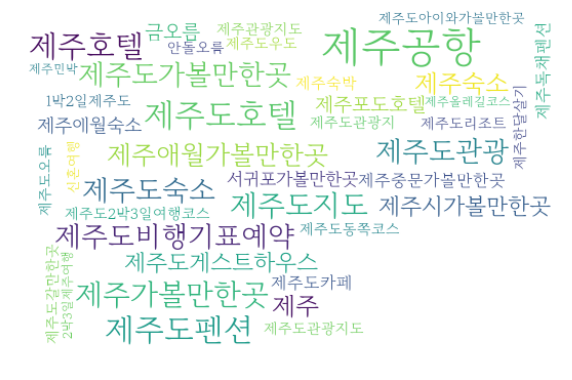 제주도아이와가볼만한곳
금오름
제주관광지도
제주호텔
안돌오름
제주도우도
제주공항
제주독채펜션
제주민박
제주도가볼만한곳
제주숙박
제주숙소
1박2일제주도
제주도호텔
제주포도호텔
제주올레길코스
제주한달살기
제주애월숙소
제주도관광지
제주도리조트
제주도오름
신혼여행
제주애월가볼만한곳
제주도관광
제주도숙소
서귀포가볼만한곳
제주중문가볼만한곳
제주도2박3일여행코스
제주도지도
제주시가볼만한곳
제주도비행기표예약
제주도동쪽코스
제주도갈만한곳
2박3일제주여행
제주도게스트하우스
제주도카페
제주가볼만한곳
제주
제주도펜션
제주도관광지도